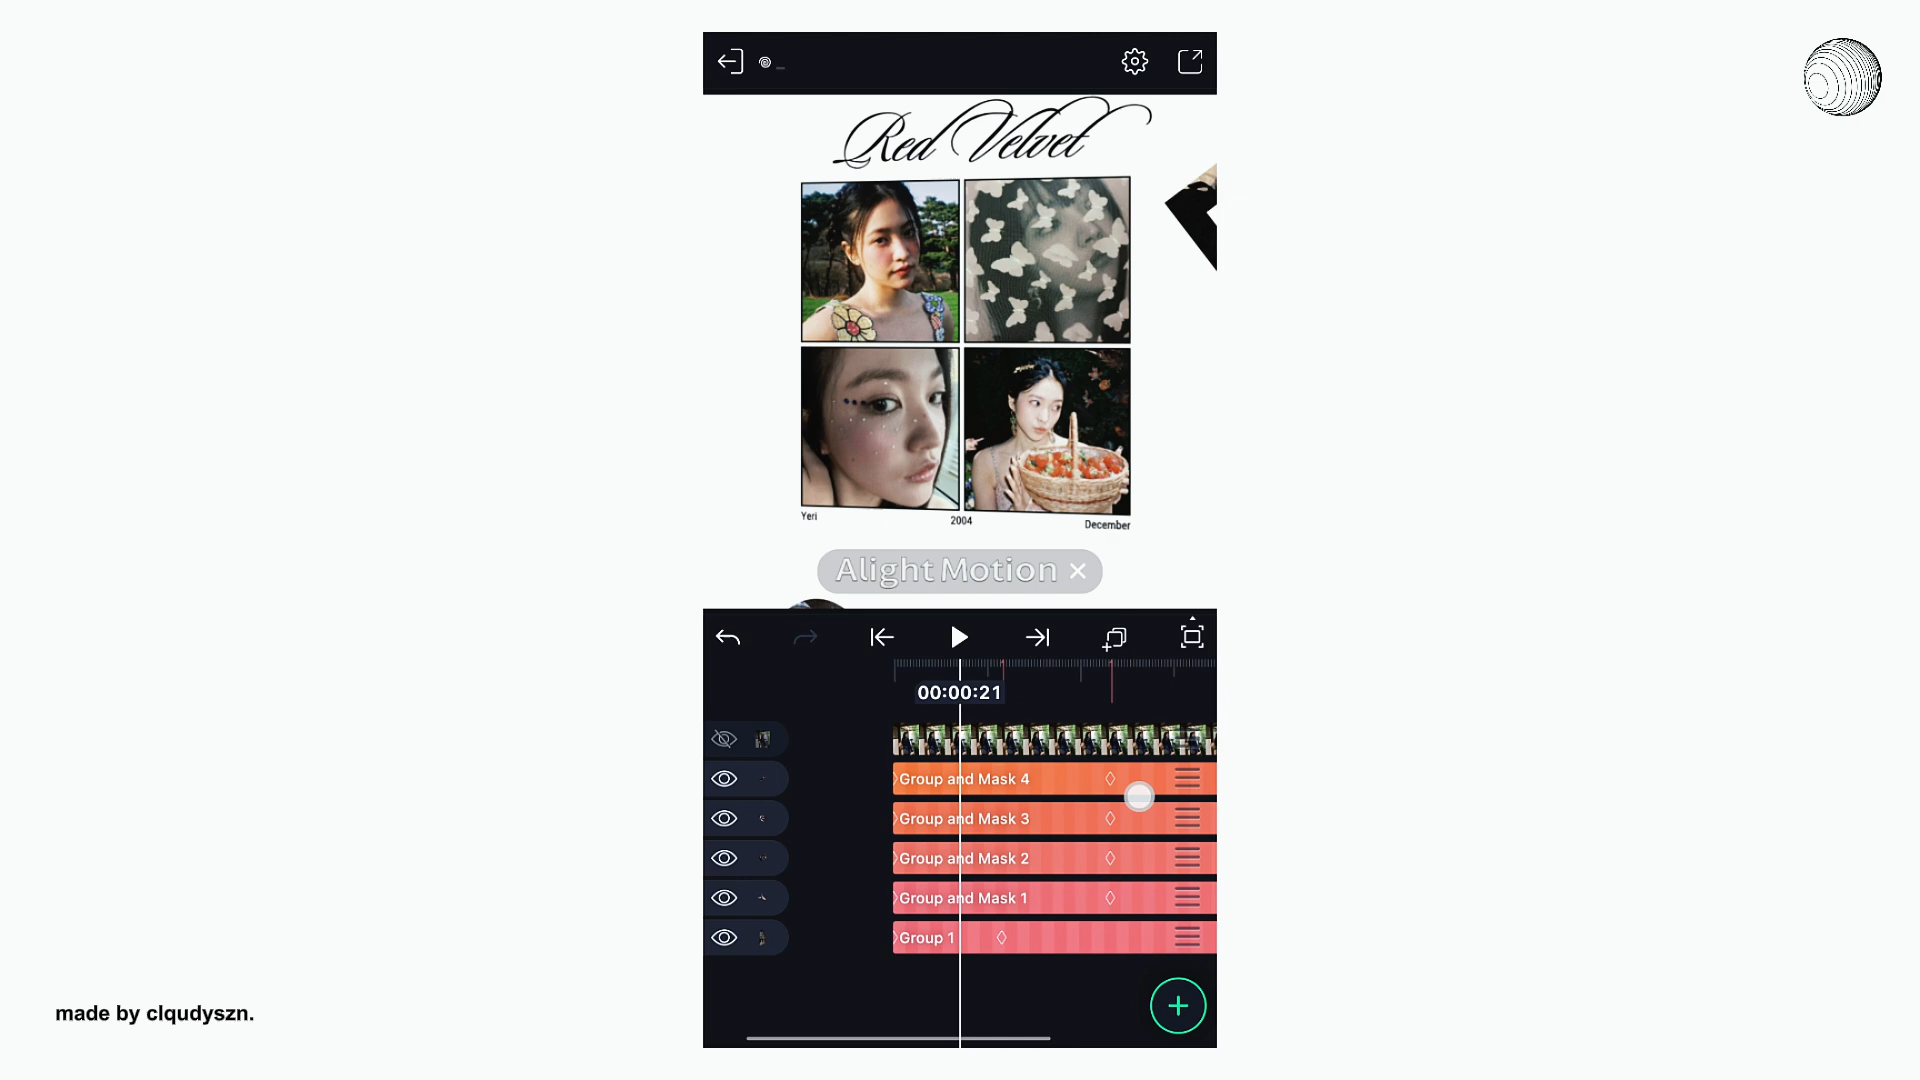 Red Velvet
Yeri 2004 December
Alight Motion
00:00:21
Group and Mask 4
Group and Mask 3
Group and Mask 2
Group and Mask 1
Group 1
made by clqudyszn.